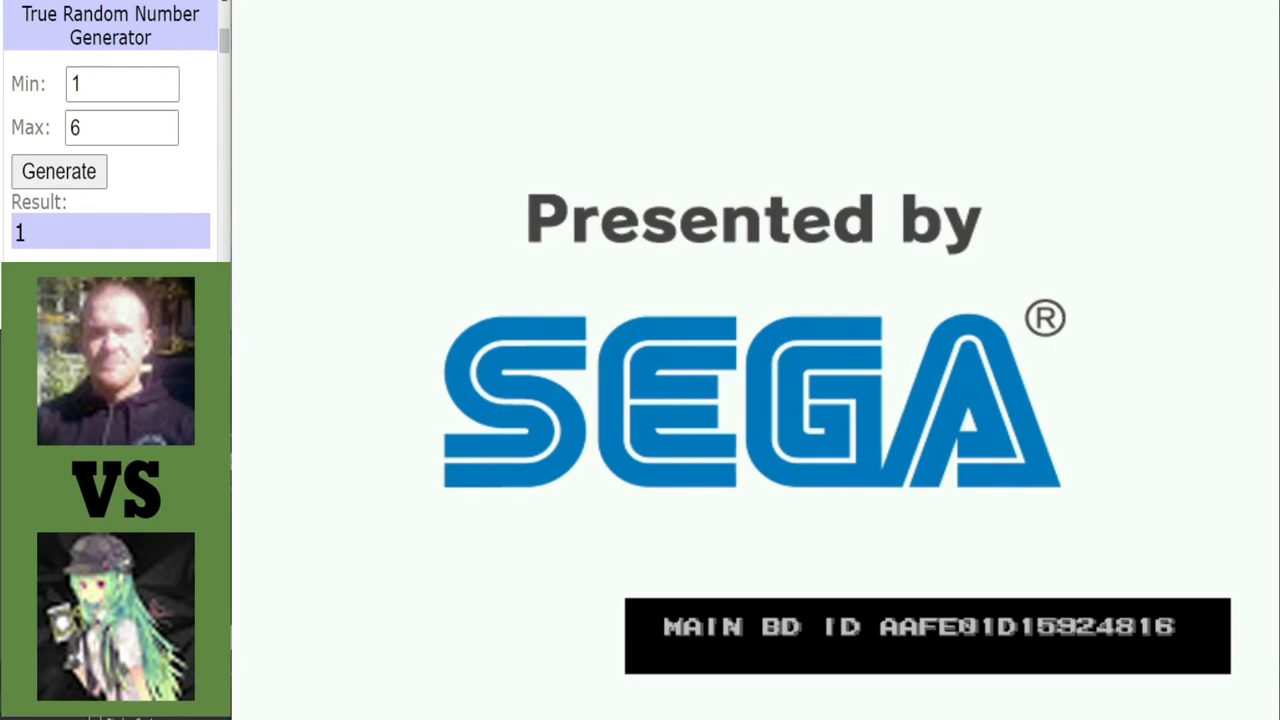 True Random Number
Generator
Min: 1
Max: 6
Generate
Result:
1
VS
Presented by
SEGA®
MAIN BD ID AAFE01D15924816